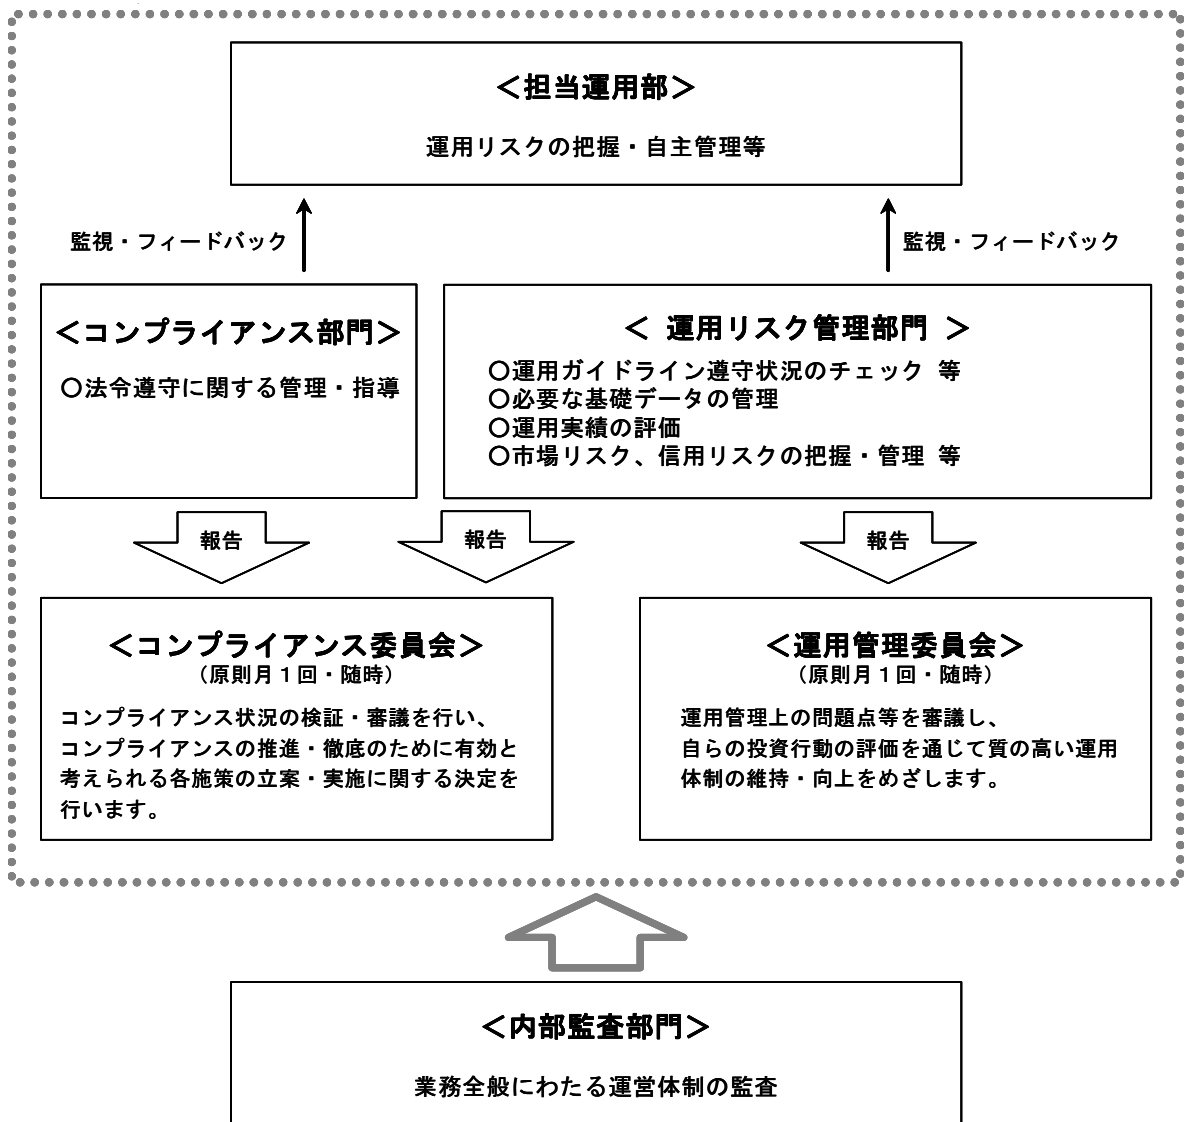 ＜担当運用部＞
運用リスクの把握・自主管理等
監視・フィードバック
監視・フィードバック
＜コンプライアンス部門＞
○法令遵守に関する管理・指導
＜ 運用リスク管理部門 ＞
○運用ガイドライン遵守状況のチェック 等
○必要な基礎データの管理
○運用実績の評価
○市場リスク、信用リスクの把握・管理 等
報告
報告
報告
＜コンプライアンス委員会＞
（原則月１回・随時）
コンプライアンス状況の検証・審議を行い、
コンプライアンスの推進・徹底のために有効と
考えられる各施策の立案・実施に関する決定を
行います。
＜運用管理委員会＞
（原則月１回・随時）
運用管理上の問題点等を審議し、
自らの投資行動の評価を通じて質の高い運用
体制の維持・向上をめざします。
＜内部監査部門＞
業務全般にわたる運営体制の監査